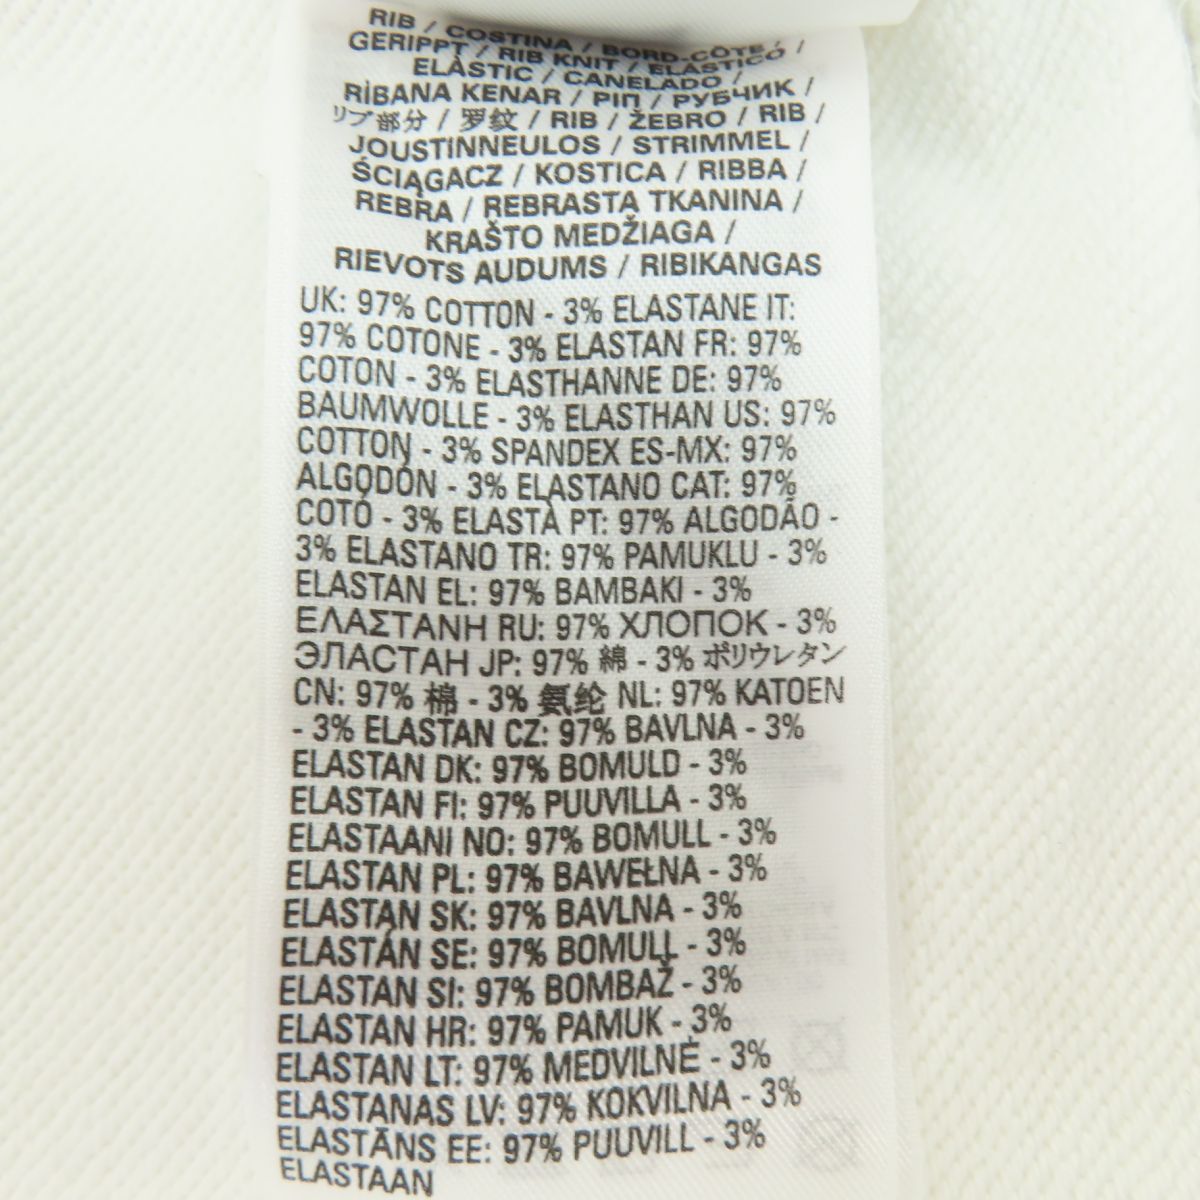 RIB / COSTINA / BORD-CÔTE / /
GERIPPT / RIB KNIT / ELÁSTICO
ELÀSTIC / CANELADO /
RİBANA KENAR / ΡΙΠ / РУБЧИК /
リブ部分 / 罗纹 / RIB / ŽEBRO / RIB /
JOUSTINNEULOS / STRIMMEL /
ŚCIĄGACZ / KOSTICA / RIBBA /
REBRA / REBRASTA TKANINA /
KRAŠTO MEDŽIAGA /
RIEVOTS AUDUMS / RIBIKANGAS
UK: 97% COTTON - 3% ELASTANE IT:
97% COTONE - 3% ELASTAN FR: 97%
COTON - 3% ELASTHANNE DE: 97%
BAUMWOLLE - 3% ELASTHAN US: 97%
COTTON - 3% SPANDEX ES-MX: 97%
ALGODÓN - 3% ELASTANO CAT: 97%
COTÓ - 3% ELASTÀ PT: 97% ALGODÃO -
3% ELASTANO TR: 97% PAMUKLU - 3%
ELASTAN EL: 97% BAMBAKI - 3%
ΕΛΑΣΤΑΝΗ RU: 97% ХЛОПОК - 3%
ЭЛАСТАН JP: 97% 綿 - 3% ポリウレタン
CN: 97% 棉 - 3% 氨纶 NL: 97% KATOEN
- 3% ELASTAN CZ: 97% BAVLNA - 3%
ELASTAN DK: 97% BOMULD - 3%
ELASTAN FI: 97% PUUVILLA - 3%
ELASTAANI NO: 97% BOMULL - 3%
ELASTAN PL: 97% BAWEŁNA - 3%
ELASTAN SK: 97% BAVLNA - 3%
ELASTÁN SE: 97% BOMULL - 3%
ELASTAN SI: 97% BOMBAŽ - 3%
ELASTAN HR: 97% PAMUK - 3%
ELASTAN LT: 97% MEDVILNĖ - 3%
ELASTANAS LV: 97% KOKVILNA - 3%
ELASTĀNS EE: 97% PUUVILL - 3%
ELASTAAN